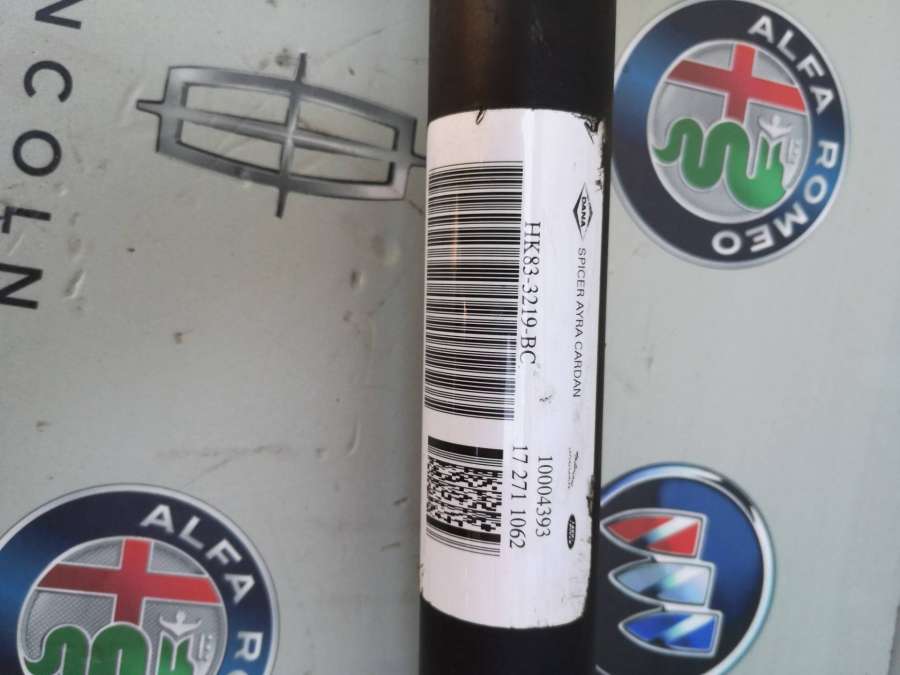 LINCOLN
ALFA ROMEO
DANA
SPICER AYRA CARDAN
HK83-3219-BC
10004393
17 271 1062
ALFA ROMEO